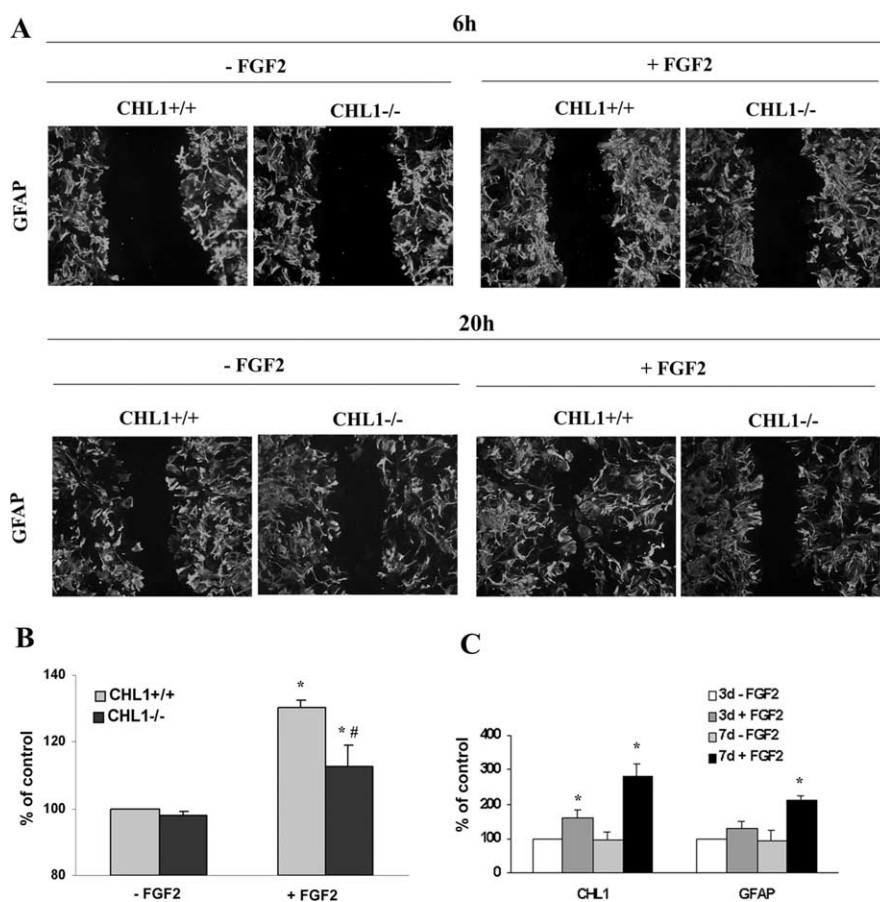 A
6h
- FGF2
+ FGF2
CHL1+/+
CHL1-/-
CHL1+/+
CHL1-/-
GFAP
20h
- FGF2
+ FGF2
CHL1+/+
CHL1-/-
CHL1+/+
CHL1-/-
GFAP
B
% of control
140
120
100
80
CHL1+/+
CHL1-/-
*
* #
- FGF2
+ FGF2
C
3d - FGF2
3d + FGF2
7d - FGF2
7d + FGF2
% of control
400
300
200
100
0
*
*
*
CHL1
GFAP